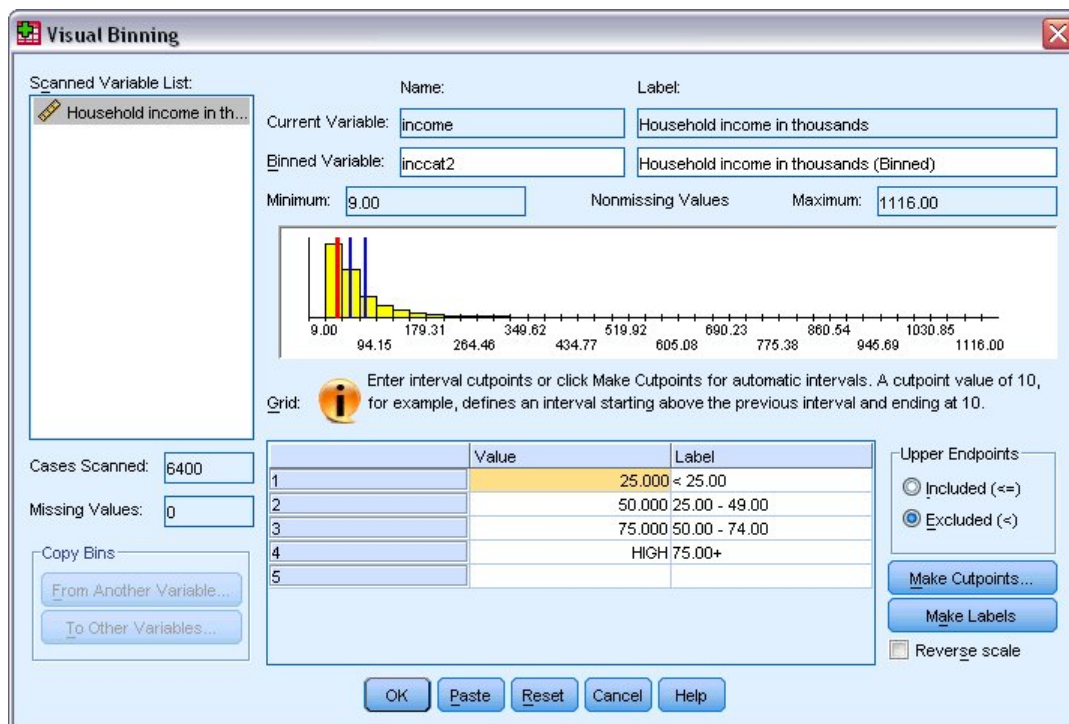 Visual Binning
Scanned Variable List:
Household income in th...
Name:
Label:
Current Variable:
income
Household income in thousands
Binned Variable:
inccat2
Household income in thousands (Binned)
Minimum:
9.00
Nonmissing Values
Maximum:
1116.00
9.00 179.31 349.62 519.92 690.23 860.54 1030.85
94.15 264.46 434.77 605.08 775.38 945.69 1116.00
Grid:
i
Enter interval cutpoints or click Make Cutpoints for automatic intervals. A cutpoint value of 10,
for example, defines an interval starting above the previous interval and ending at 10.
Cases Scanned:
6400
Missing Values:
0
Copy Bins
From Another Variable...
To Other Variables...
Value Label
1 25.000 < 25.00
2 50.000 25.00 - 49.00
3 75.000 50.00 - 74.00
4 HIGH 75.00+
5
Upper Endpoints
Included (<=)
Excluded (<)
Make Cutpoints...
Make Labels
Reverse scale
OK Paste Reset Cancel Help